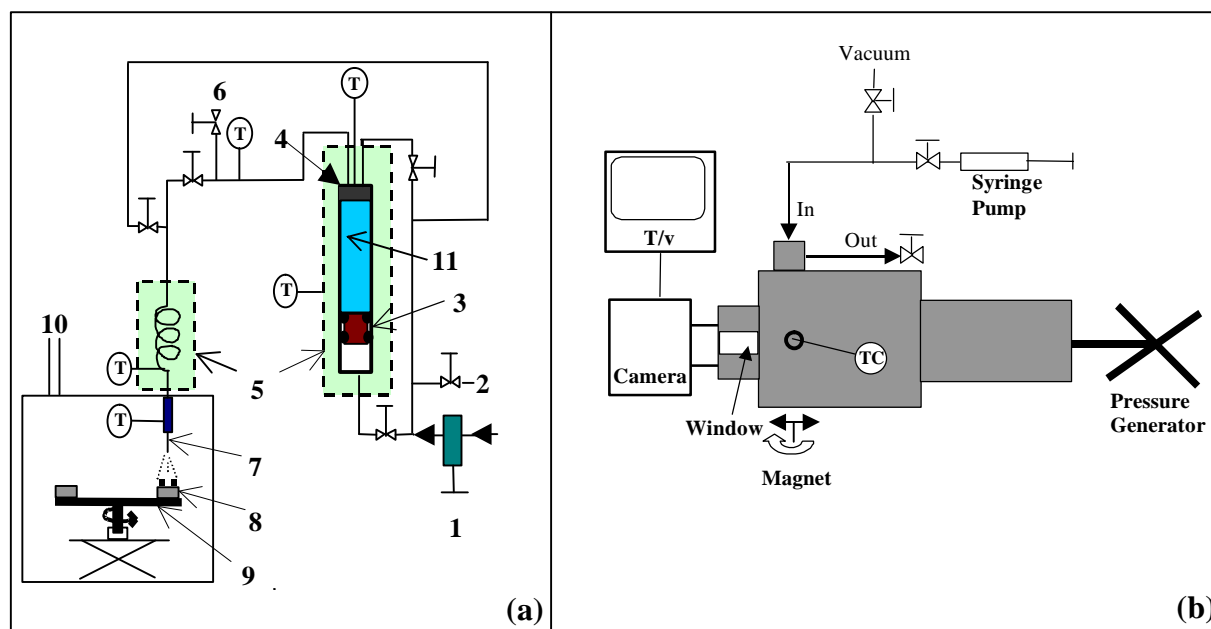 6
T
T
4
11
3
T
10
5
T
2
T
7
8
1
9
(a)
Vacuum
Syringe
Pump
In
T/v
Out
TC
Camera
Window
Pressure
Generator
Magnet
(b)